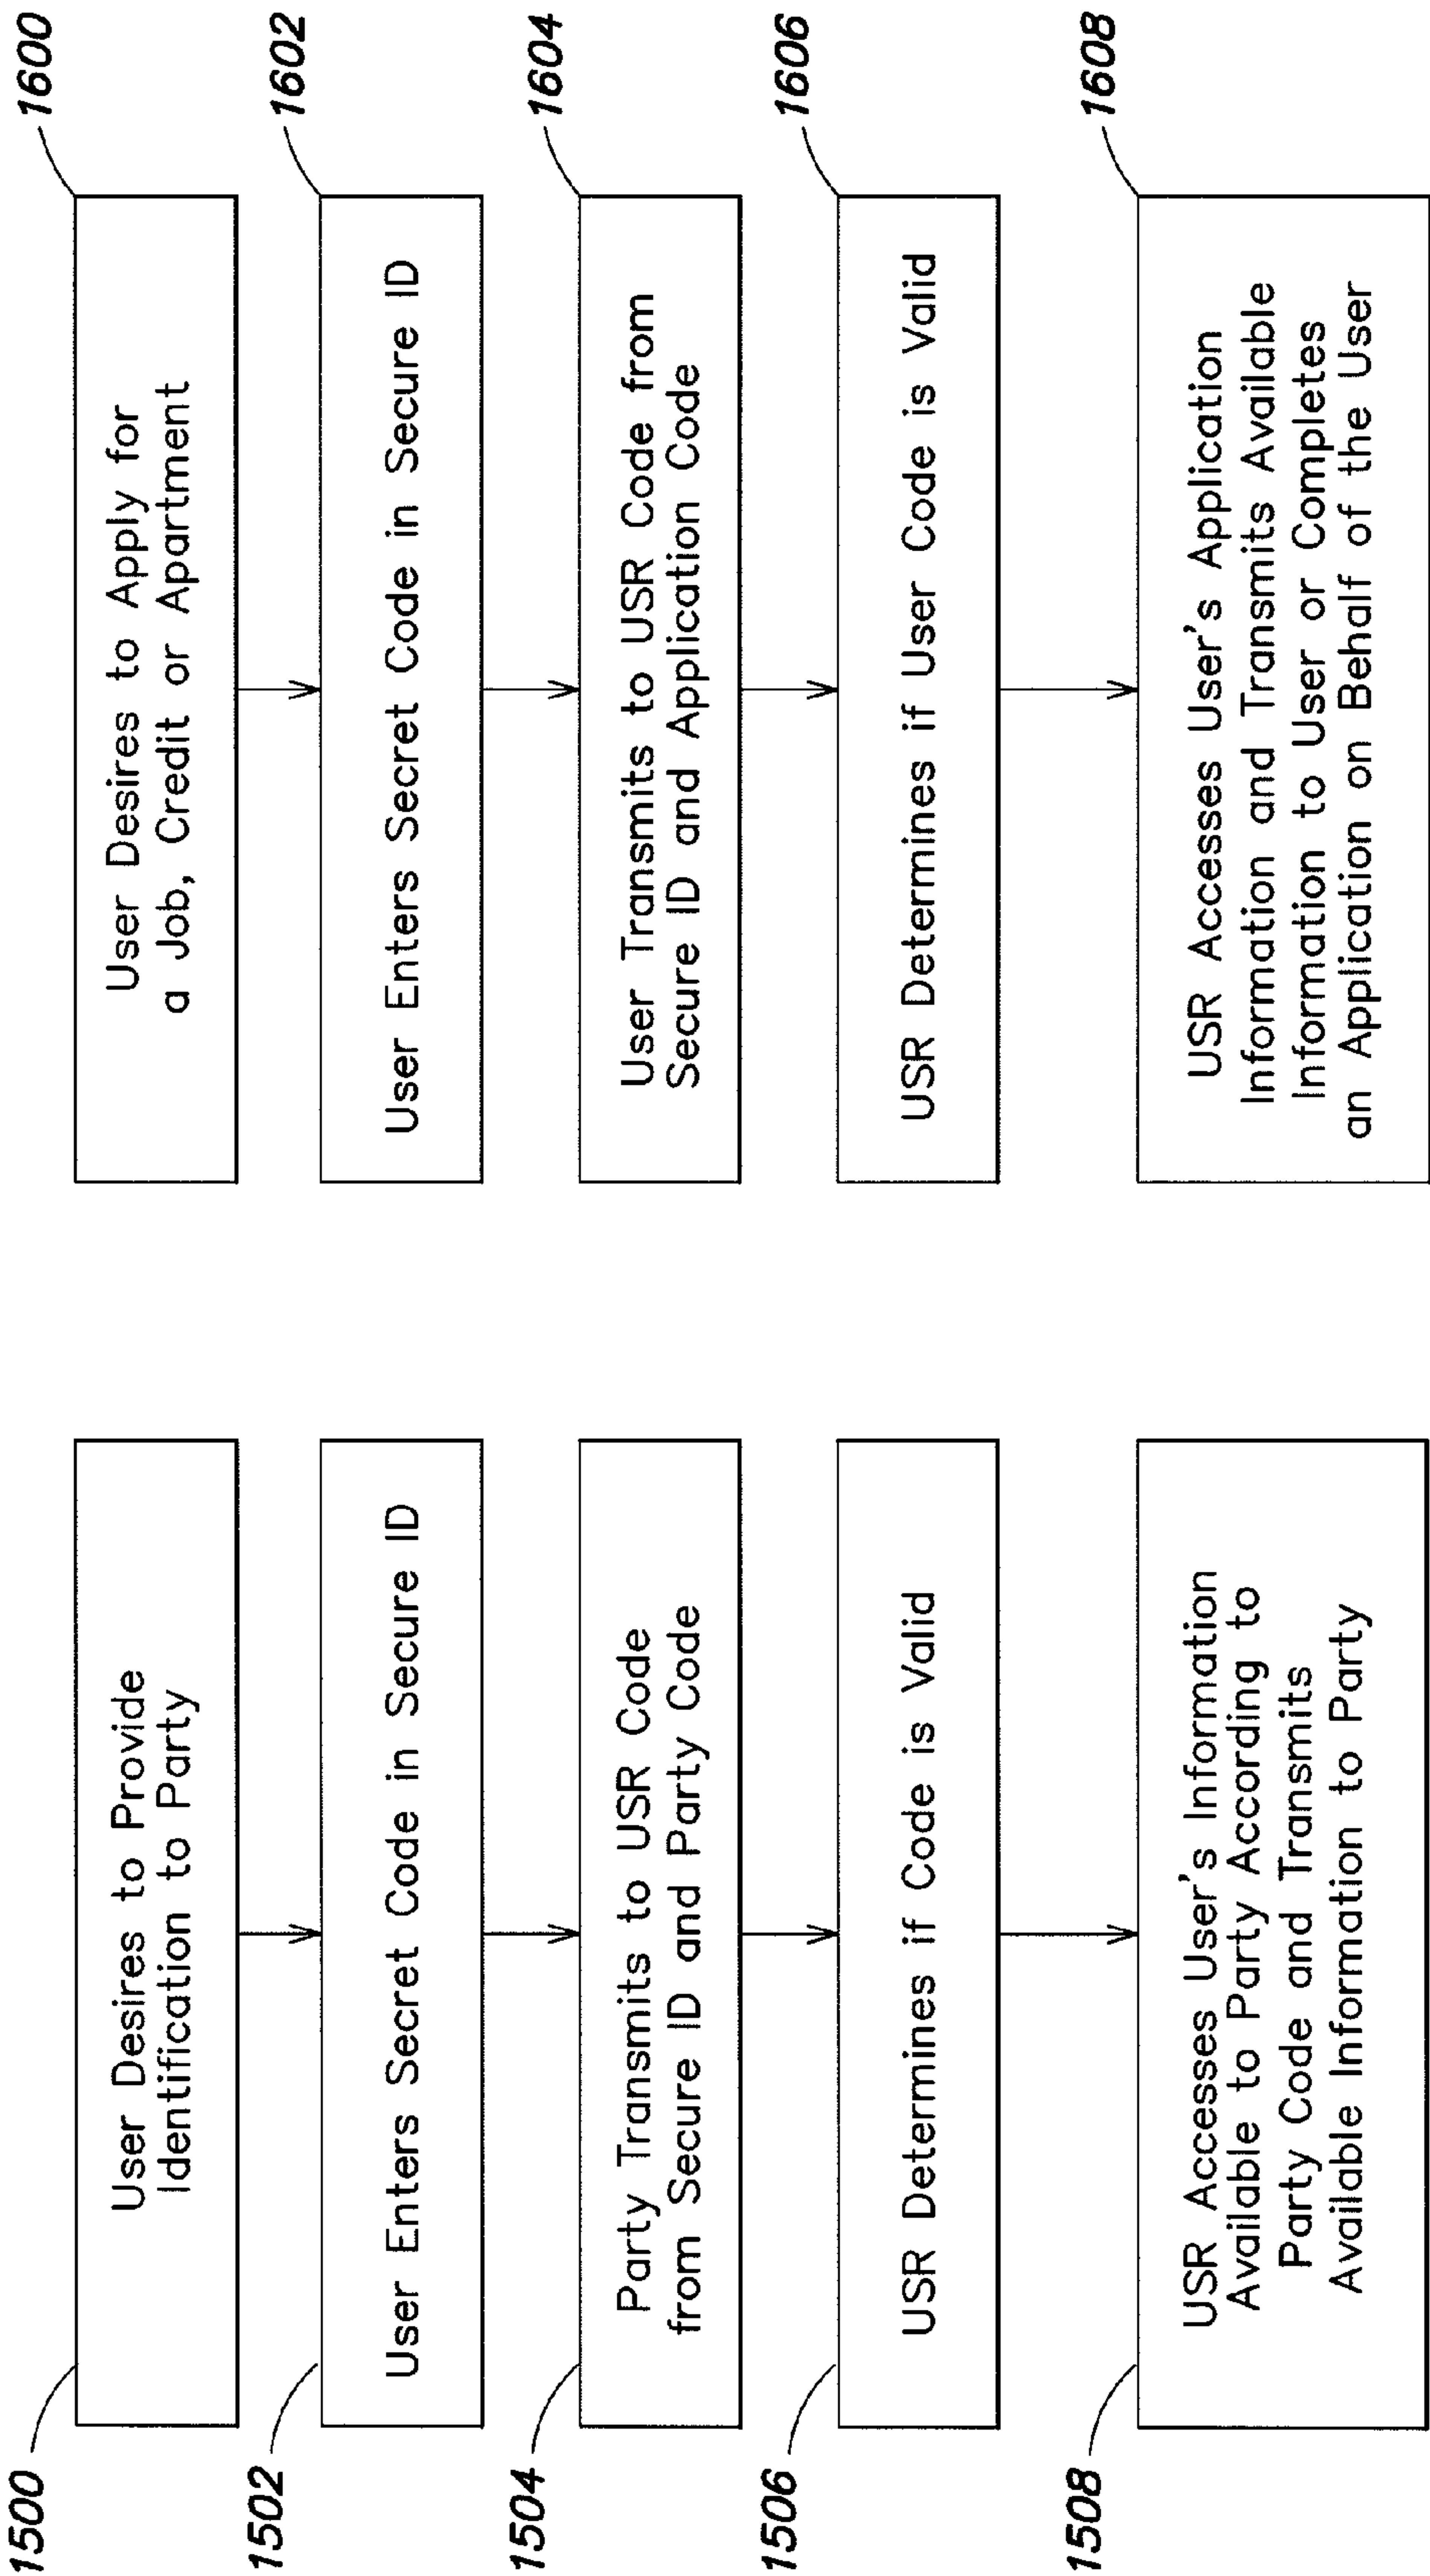 1500
User Desires to Provide
Identification to Party
1502
User Enters Secret Code in Secure ID
1504
Party Transmits to USR Code
from Secure ID and Party Code
1506
USR Determines if Code is Valid
1508
USR Accesses User's Information
Available to Party According to
Party Code and Transmits
Available Information to Party
1600
User Desires to Apply for
a Job, Credit or Apartment
1602
User Enters Secret Code in Secure ID
1604
User Transmits to USR Code from
Secure ID and Application Code
1606
USR Determines if User Code is Valid
1608
USR Accesses User's Application
Information and Transmits Available
Information to User or Completes
an Application on Behalf of the User